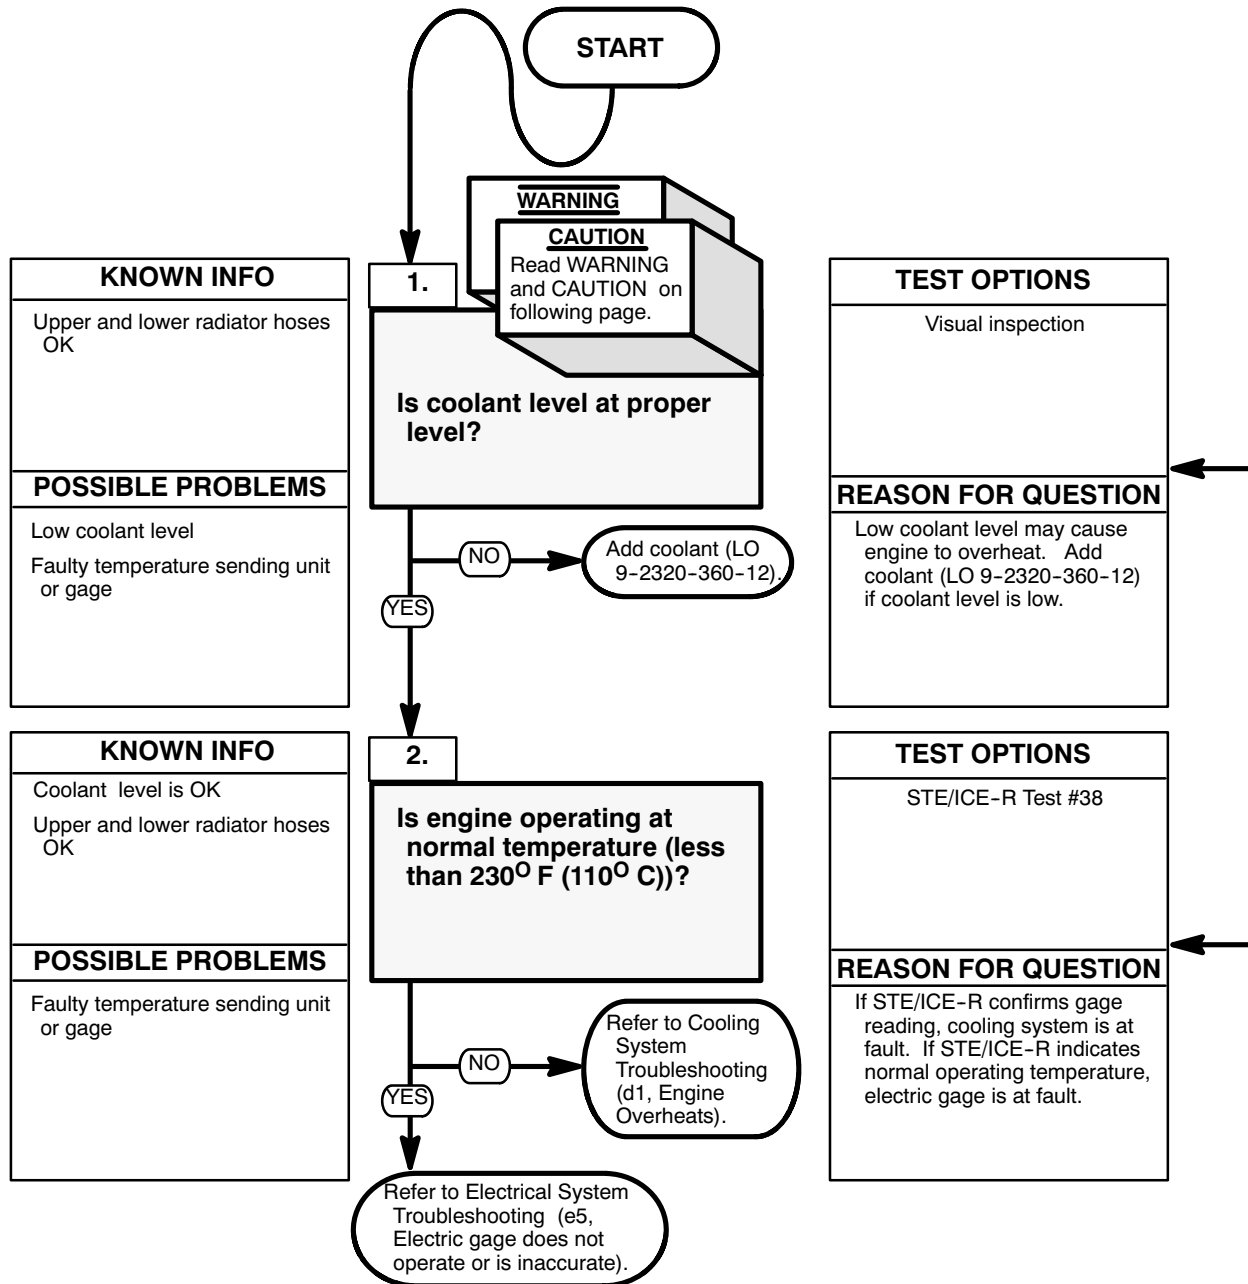 START
WARNING
CAUTION
Read WARNING
and CAUTION on
following page.
KNOWN INFO
Upper and lower radiator hoses
OK
POSSIBLE PROBLEMS
Low coolant level
Faulty temperature sending unit
or gage
1.
Is coolant level at proper
level?
NO
Add coolant (LO
9-2320-360-12).
YES
TEST OPTIONS
Visual inspection
REASON FOR QUESTION
Low coolant level may cause
engine to overheat. Add
coolant (LO 9-2320-360-12)
if coolant level is low.
KNOWN INFO
Coolant level is OK
Upper and lower radiator hoses
OK
POSSIBLE PROBLEMS
Faulty temperature sending unit
or gage
2.
Is engine operating at
normal temperature (less
than 230O F (110O C))?
NO
Refer to Cooling
System
Troubleshooting
(d1, Engine
Overheats).
YES
Refer to Electrical System
Troubleshooting (e5,
Electric gage does not
operate or is inaccurate).
TEST OPTIONS
STE/ICE-R Test #38
REASON FOR QUESTION
If STE/ICE-R confirms gage
reading, cooling system is at
fault. If STE/ICE-R indicates
normal operating temperature,
electric gage is at fault.